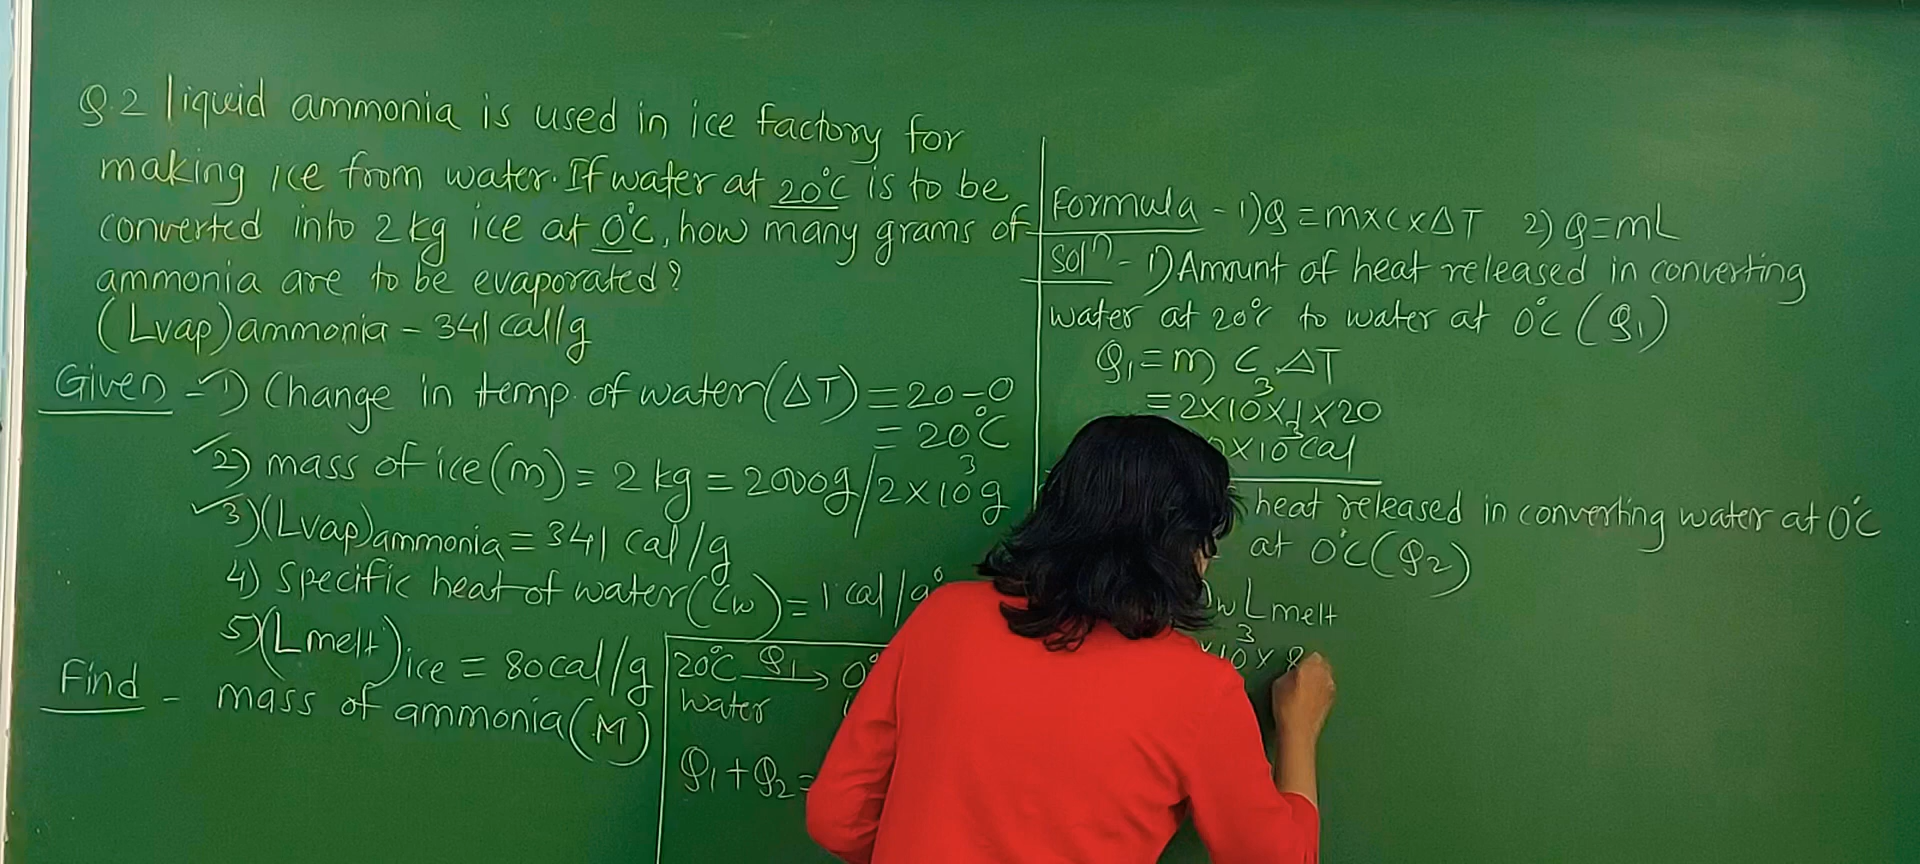 Q.2 liquid ammonia is used in ice factory for
making ice from water. If water at 20°C is to be
converted into 2 kg ice at 0°C, how many grams of
ammonia are to be evaporated?
(Lvap)ammonia - 341 cal/g
Given - 1) Change in temp. of water (ΔT) = 20-0
= 20°C
2) mass of ice (m) = 2 kg = 2000g/2×10³g
3) (Lvap)ammonia = 341 cal/g
4) Specific heat of water (Cw) = 1 cal/g°
5) (Lmelt)ice = 80 cal/g
Find - mass of ammonia (M)
20°C Q₁ → 0°
water
Q₁+Q₂=
Formula - 1) Q = m×c×ΔT 2) Q=mL
Solⁿ - 1) Amount of heat released in converting
water at 20°C to water at 0°C (Q₁)
Q₁ = m C ΔT
= 2×10³×1×20
×10³ cal
heat released in converting water at 0°C
at 0°C (Q₂)
w Lmelt
×10³× 8